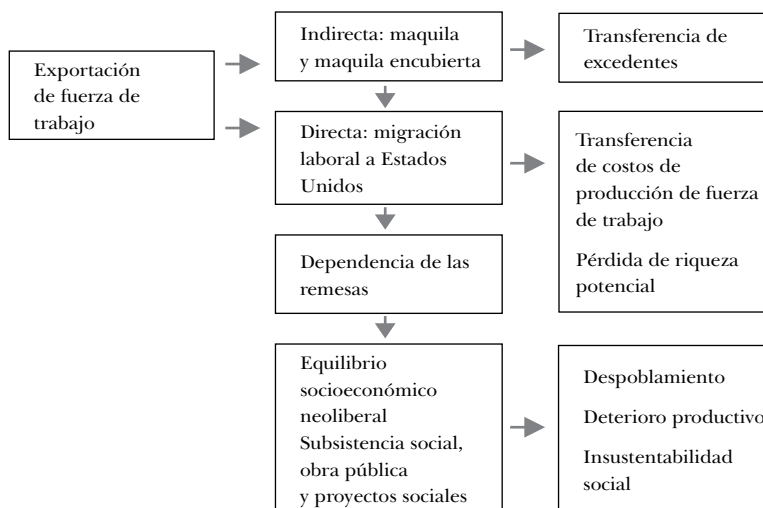 Exportación
de fuerza de
trabajo
Indirecta: maquila
y maquila encubierta
Transferencia de
excedentes
Directa: migración
laboral a Estados
Unidos
Transferencia
de costos de
producción de fuerza
de trabajo
Pérdida de riqueza
potencial
Dependencia de las
remesas
Equilibrio
socioeconómico
neoliberal
Subsistencia social,
obra pública
y proyectos sociales
Despoblamiento
Deterioro productivo
Insustentabilidad
social